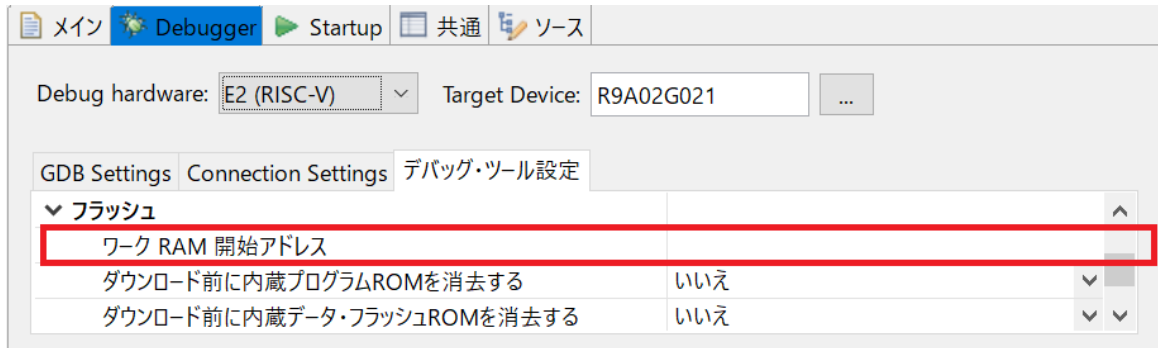 メイン Debugger Startup 共通 ソース
Debug hardware: E2 (RISC-V) Target Device: R9A02G021 ...
GDB Settings Connection Settings デバッグ・ツール設定
フラッシュ
ワーク RAM 開始アドレス
ダウンロード前に内蔵プログラムROMを消去する いいえ
ダウンロード前に内蔵データ・フラッシュROMを消去する いいえ